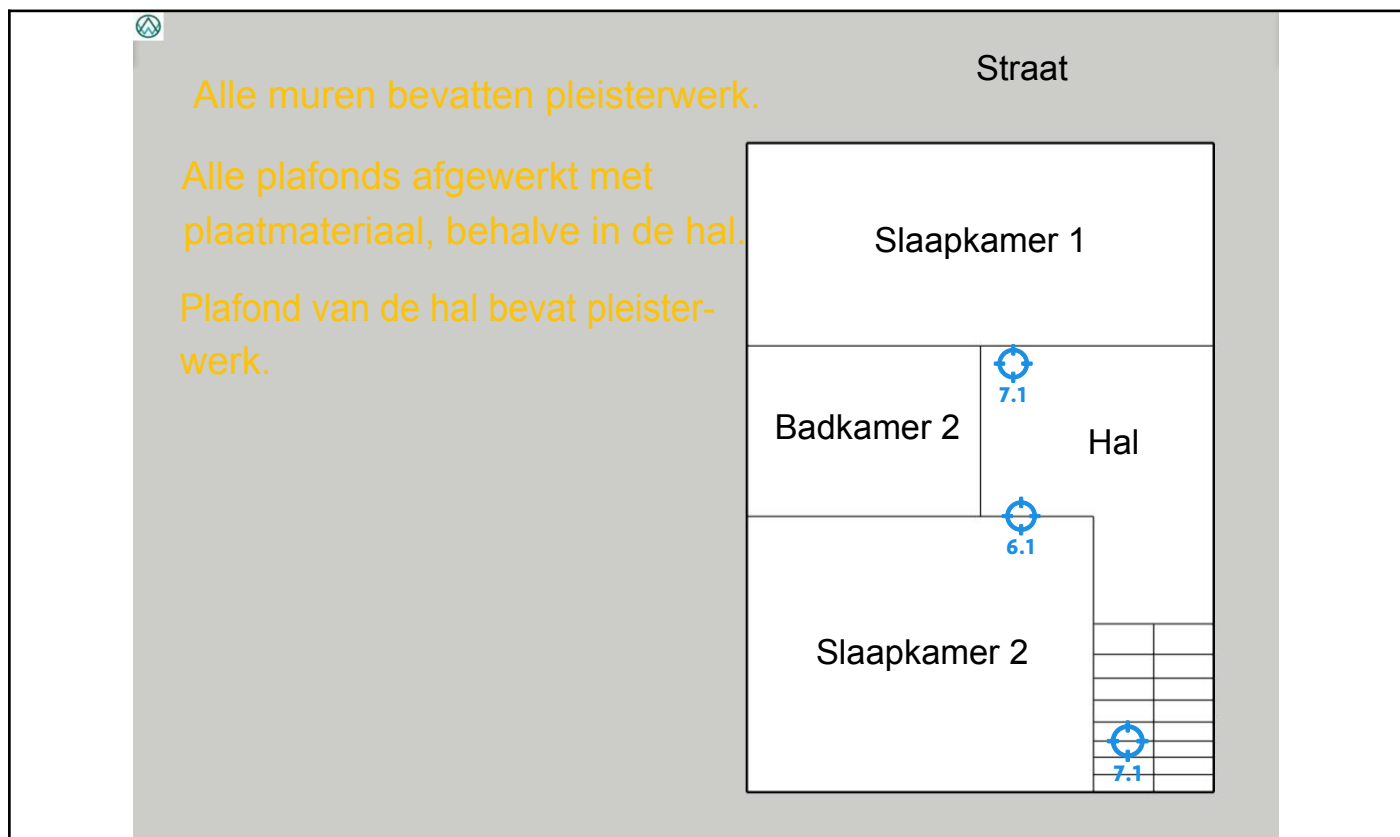 Straat
Alle muren bevatten pleisterwerk.
Alle plafonds afgewerkt met
plaatmateriaal, behalve in de hal.
Plafond van de hal bevat pleister-
werk.
Slaapkamer 1
7.1
Badkamer 2
Hal
6.1
Slaapkamer 2
7.1